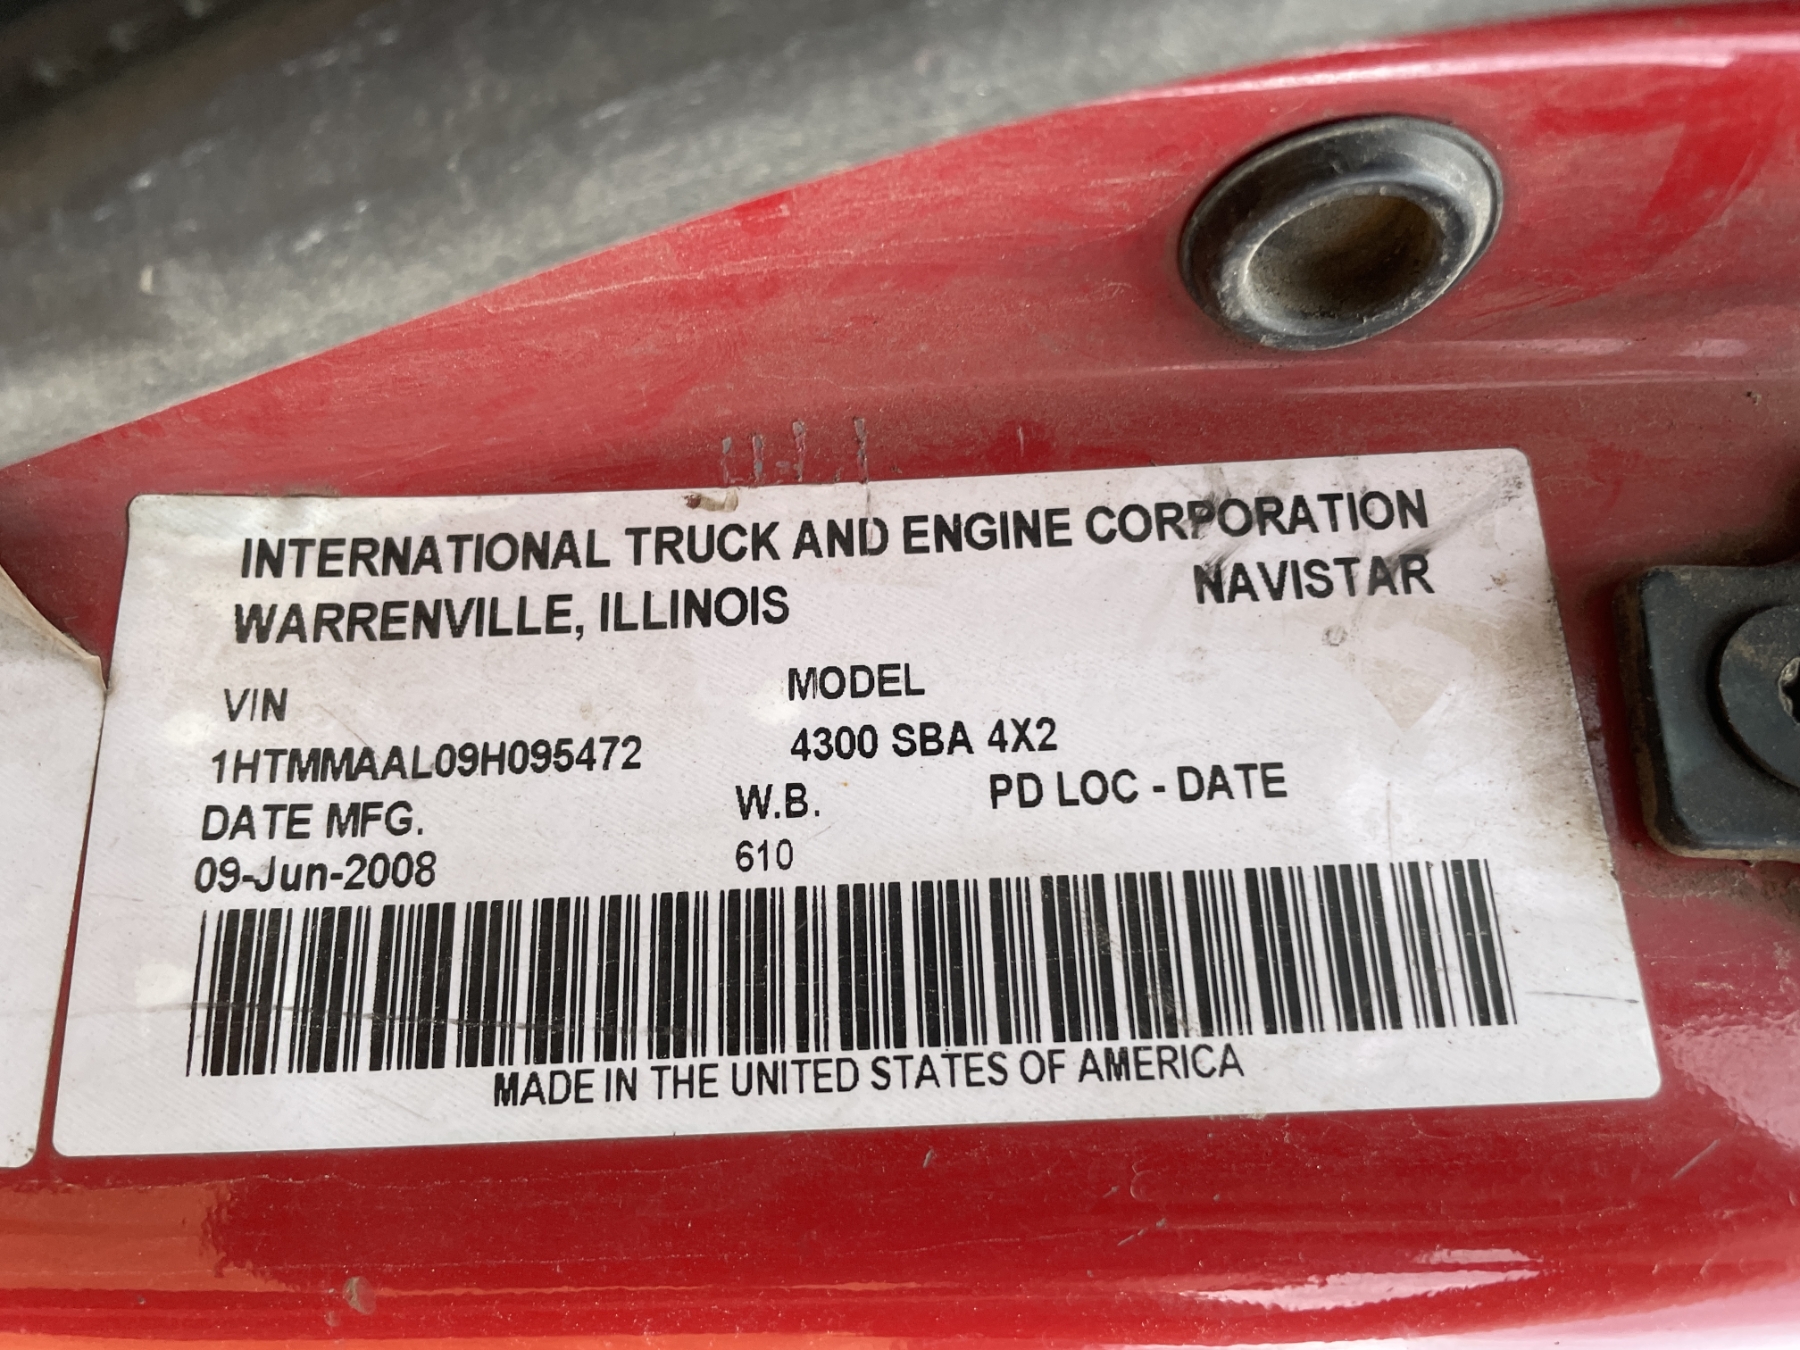 INTERNATIONAL TRUCK AND ENGINE CORPORATION
WARRENVILLE, ILLINOIS NAVISTAR
VIN MODEL
1HTMMAAL09H095472 4300 SBA 4X2
DATE MFG. W.B. PD LOC - DATE
09-Jun-2008 610
MADE IN THE UNITED STATES OF AMERICA